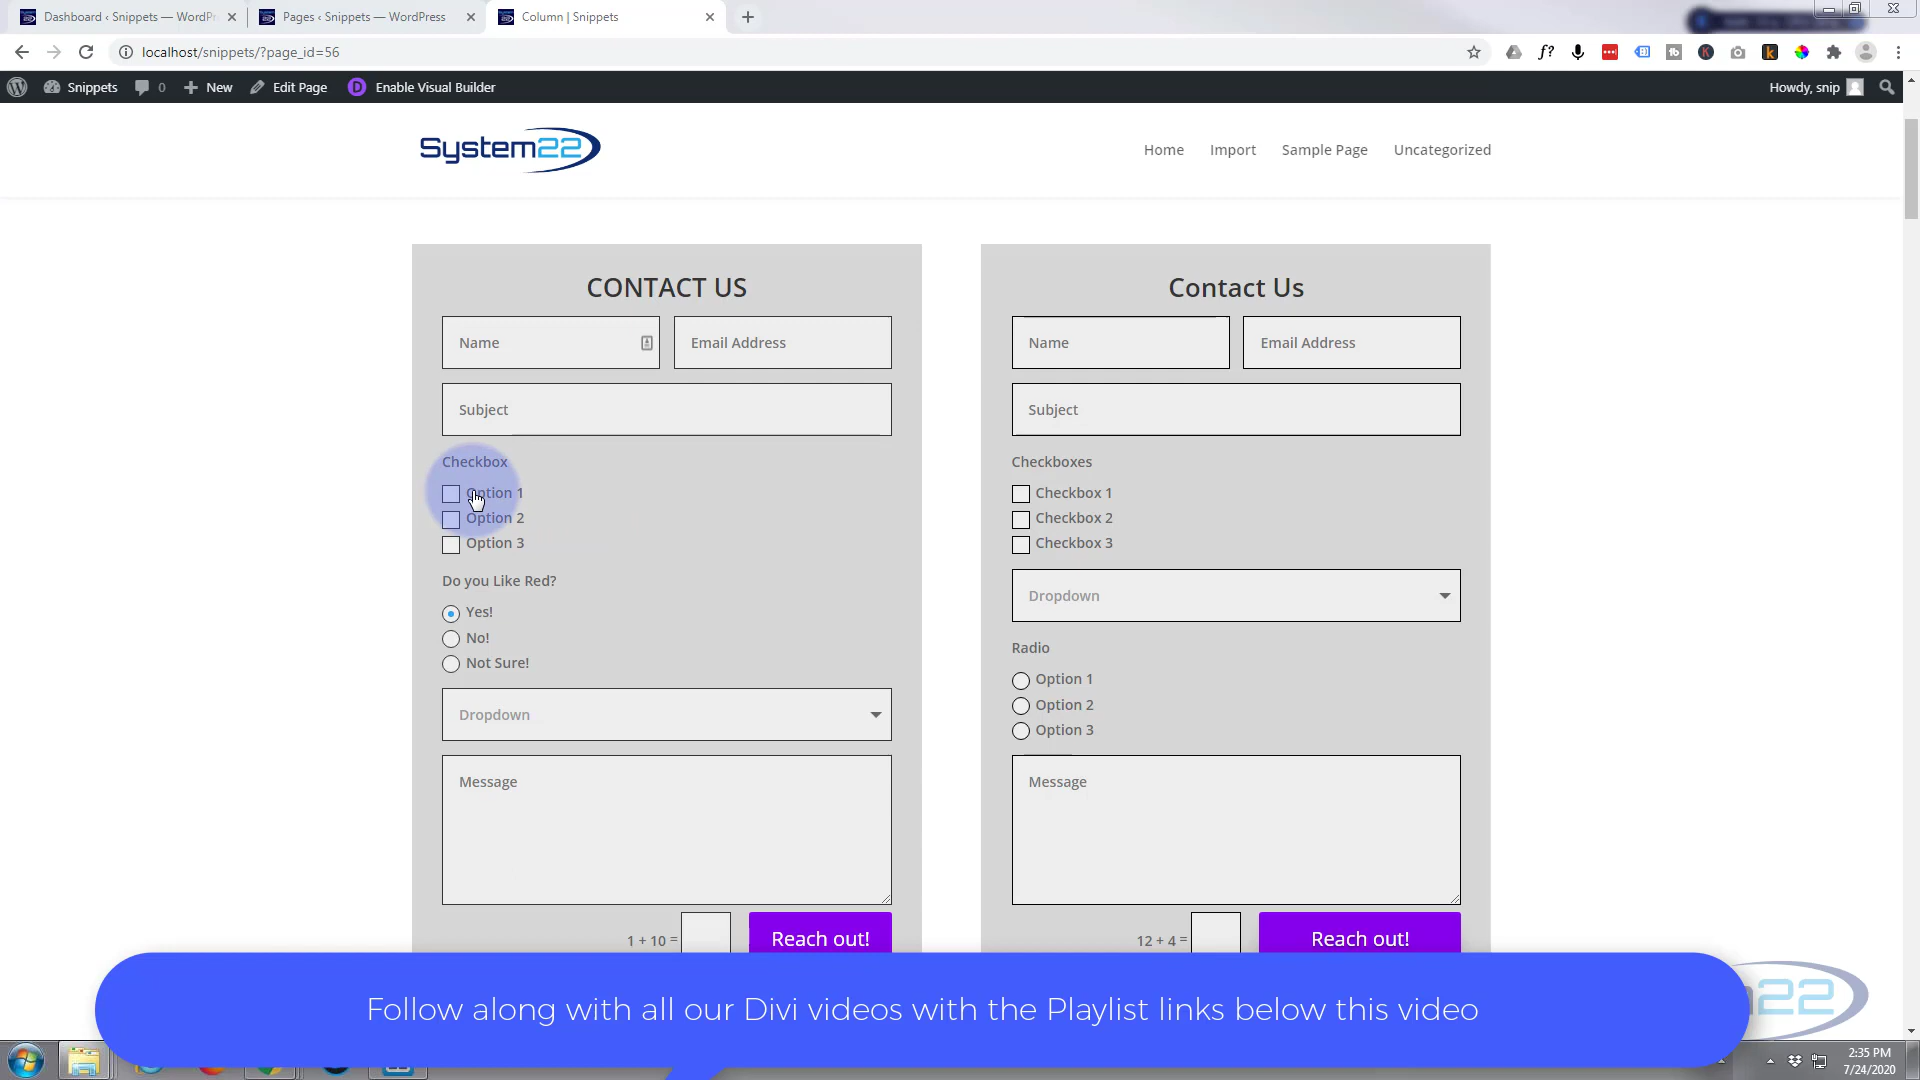 Dashboard ‹ Snippets — WordPr
Pages ‹ Snippets — WordPress
Column | Snippets
localhost/snippets/?page_id=56
Snippets
0
New
Edit Page
Enable Visual Builder
Howdy, snip
System22
Home
Import
Sample Page
Uncategorized
CONTACT US
Name
Email Address
Subject
Checkbox
Option 1
Option 2
Option 3
Do you Like Red?
Yes!
No!
Not Sure!
Dropdown
Message
1 + 10 =
Reach out!
Contact Us
Name
Email Address
Subject
Checkboxes
Checkbox 1
Checkbox 2
Checkbox 3
Dropdown
Radio
Option 1
Option 2
Option 3
Message
12 + 4 =
Reach out!
Follow along with all our Divi videos with the Playlist links below this video
22
2:35 PM
7/24/2020